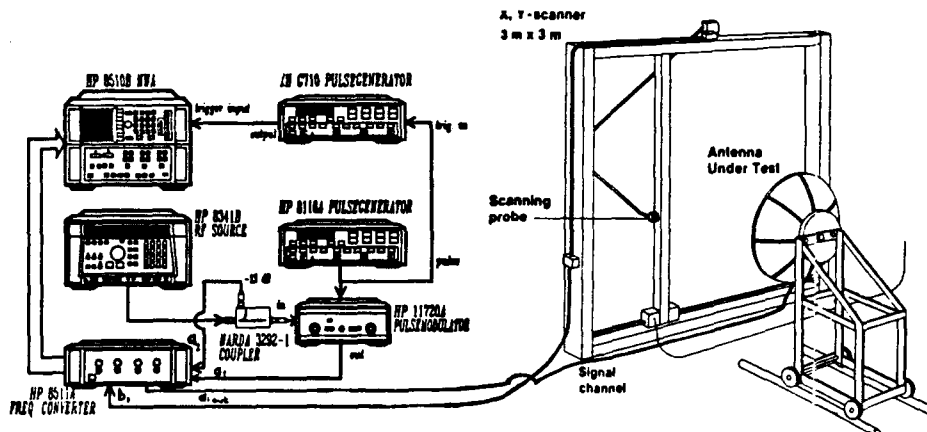 X, Y-scanner
3 m x 3 m
HP 8510B NWA
PULSEGENERATOR
trigger input
output
trig in
Antenna
Under Test
Scanning
probe
HP 8341B
RF SOURCE
HP 8116A PULSEGENERATOR
-13 dB
in
HP 11720A
PULSEMODULATOR
NARDA 3292-1
COUPLER
out
Signal
channel
HP 8511A
FREQ CONVERTER
b₁